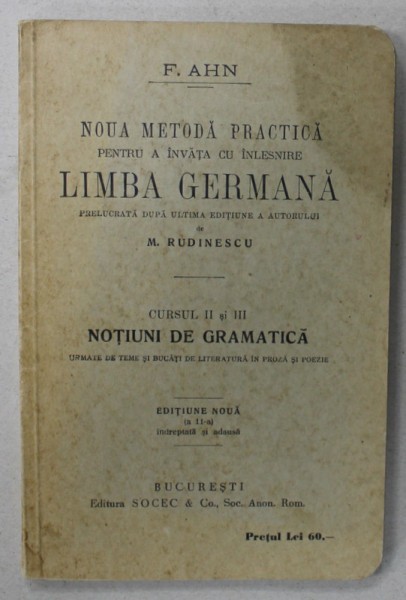 F. AHN
NOUA METODĂ PRACTICĂ
PENTRU A ÎNVĂȚA CU ÎNLESNIRE
LIMBA GERMANĂ
PRELUCRATĂ DUPĂ ULTIMA EDIȚIUNE A AUTORULUI
de
M. RUDINESCU
CURSUL II și III
NOȚIUNI DE GRAMATICĂ
URMATE DE TEME ȘI BUCĂȚI DE LITERATURĂ ÎN PROZĂ ȘI POEZIE
EDIȚIUNE NOUĂ
(a 11-a)
îndreptată și adausă
BUCUREȘTI
Editura SOCEC & Co., Soc. Anon. Rom.
Prețul Lei 60.—